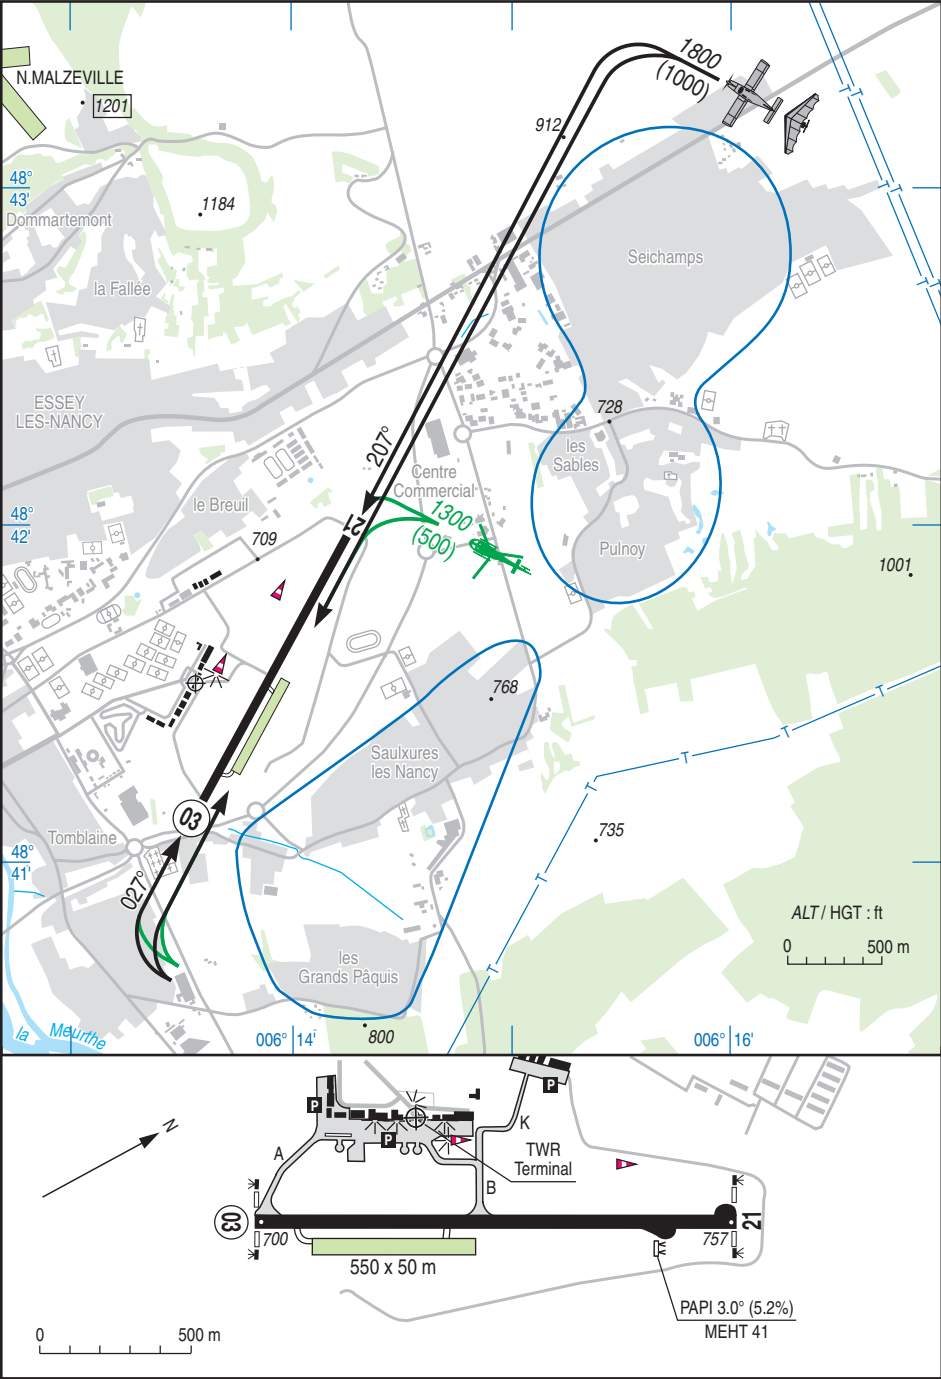 N.MALZEVILLE
1201
1800
(1000)
912
48°
43'
1184
Dommartemont
la Fallée
Seichamps
T
T
T
T
T
T
ESSEY
LES-NANCY
728
207°
les
Sables
Centre
Commercial
le Breuil
1300
(500)
21
48°
42'
709
Pulnoy
1001
768
T
Saulxures
les Nancy
T
T
T
03
Tomblaine
735
48°
41'
T
027°
ALT / HGT : ft
0 500 m
les
Grands Pâquis
T
la Meurthe
006° 14'
800
006° 16'
P
P
N
K
P
TWR
Terminal
A
B
03
21
700
757
550 x 50 m
PAPI 3.0° (5.2%)
MEHT 41
0 500 m